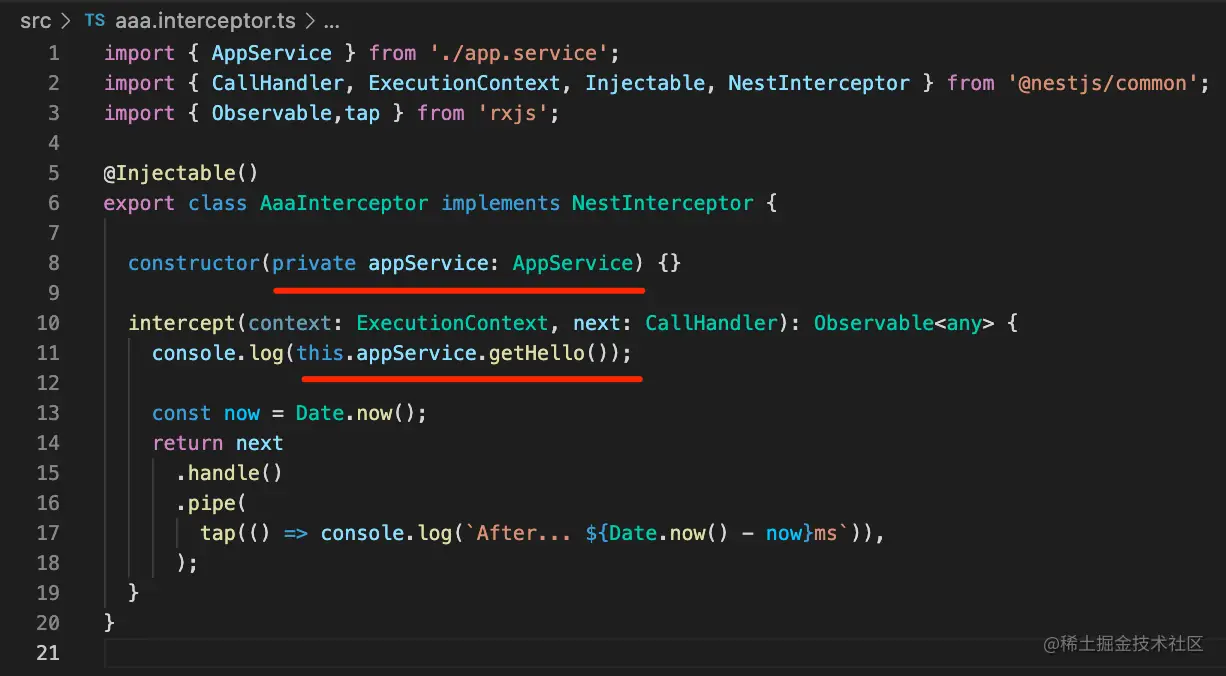 src > TS aaa.interceptor.ts > ...
1 import { AppService } from './app.service';
2 import { CallHandler, ExecutionContext, Injectable, NestInterceptor } from '@nestjs/common';
3 import { Observable,tap } from 'rxjs';
4
5 @Injectable()
6 export class AaaInterceptor implements NestInterceptor {
7
8 constructor(private appService: AppService) {}
9
10 intercept(context: ExecutionContext, next: CallHandler): Observable<any> {
11 console.log(this.appService.getHello());
12
13 const now = Date.now();
14 return next
15 .handle()
16 .pipe(
17 tap(() => console.log(`After... ${Date.now() - now}ms`)),
18 );
19 }
20 }
21
@稀土掘金技术社区